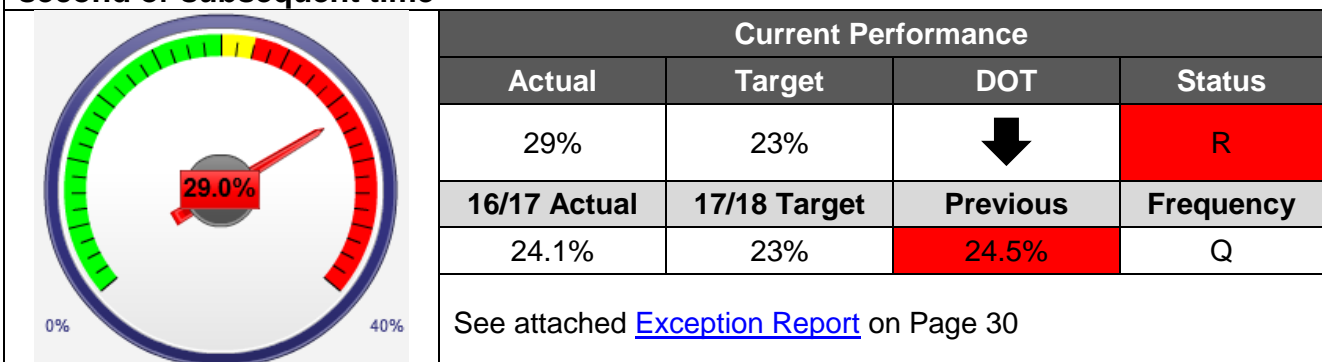 Second or Subsequent time
Current Performance
Actual Target DOT Status
29% 23% R
16/17 Actual 17/18 Target Previous Frequency
24.1% 23% 24.5% Q
See attached Exception Report on Page 30
29.0%
0% 40%